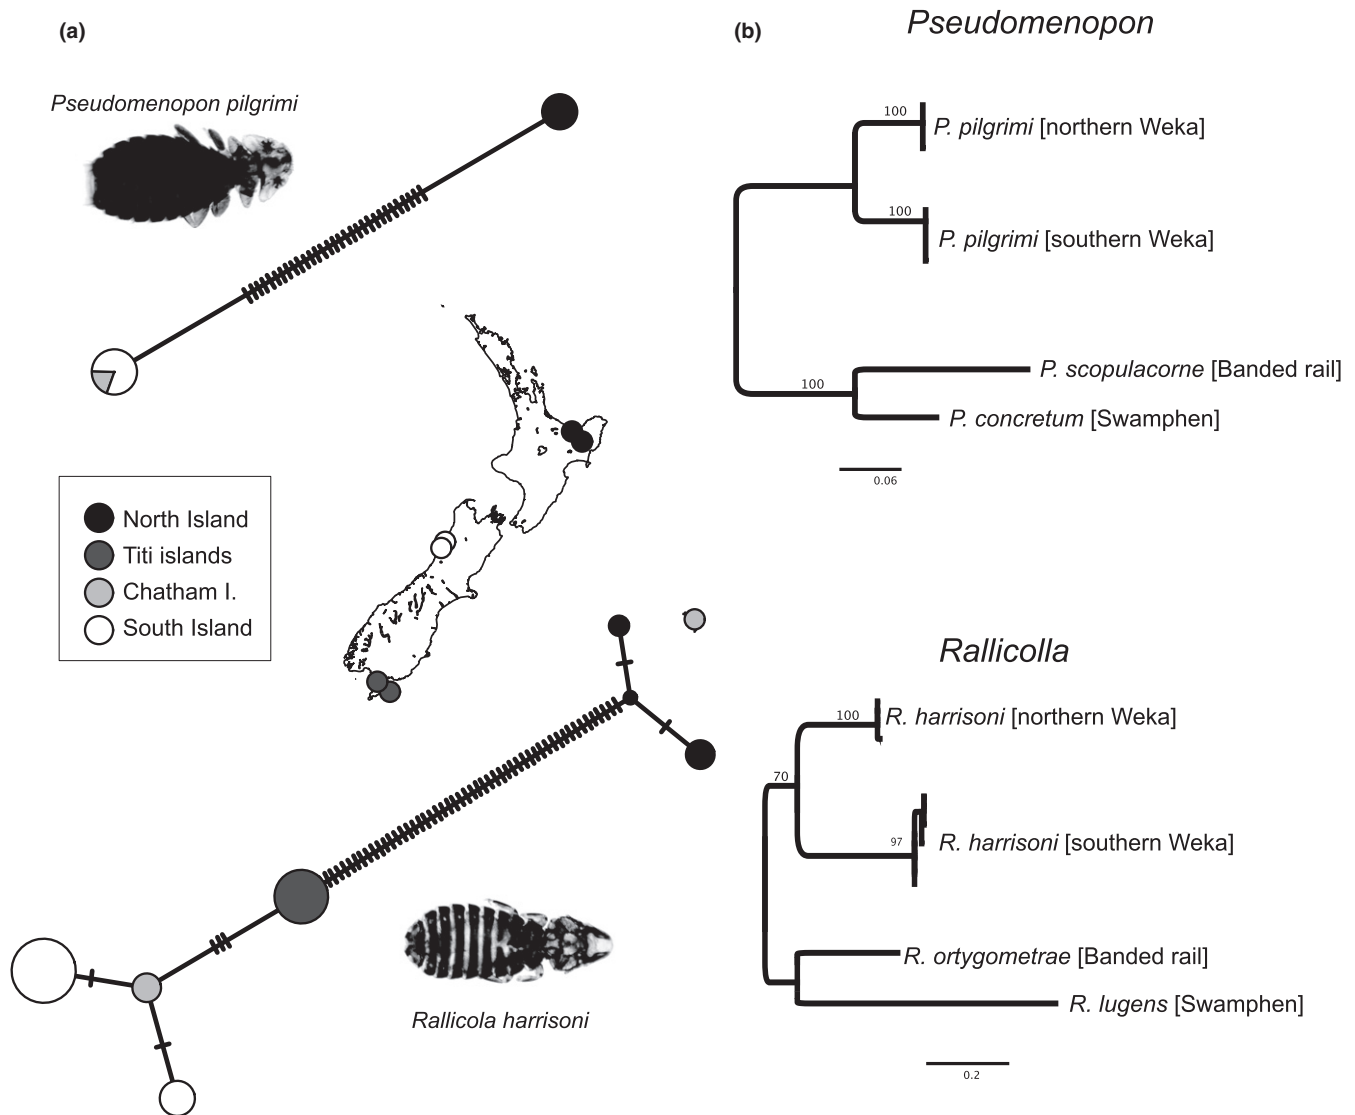 (a)
Pseudomenopon pilgrimi
North Island
Titi islands
Chatham I.
South Island
Rallicola harrisoni
(b)
Pseudomenopon
100
P. pilgrimi [northern Weka]
100
P. pilgrimi [southern Weka]
P. scopulacorne [Banded rail]
100
P. concretum [Swamphen]
0.06
Rallicolla
100
R. harrisoni [northern Weka]
70
97
R. harrisoni [southern Weka]
R. ortygometrae [Banded rail]
R. lugens [Swamphen]
0.2